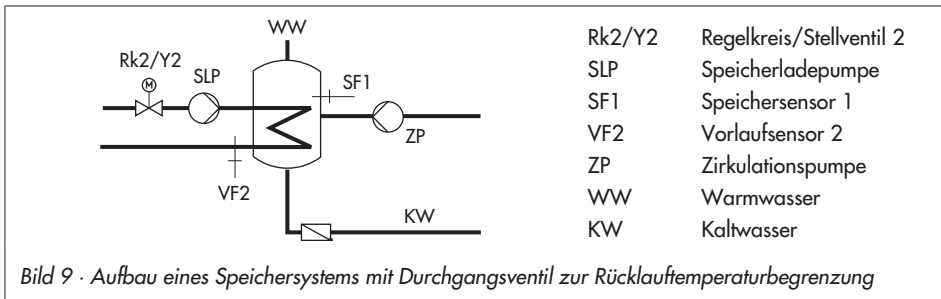 WW
Rk2/Y2
M
SLP
SF1
ZP
VF2
KW
Rk2/Y2 Regelkreis/Stellventil 2
SLP Speicherladepumpe
SF1 Speichersensor 1
VF2 Vorlaufsensor 2
ZP Zirkulationspumpe
WW Warmwasser
KW Kaltwasser
Bild 9 · Aufbau eines Speichersystems mit Durchgangsventil zur Rücklauftemperaturbegrenzung